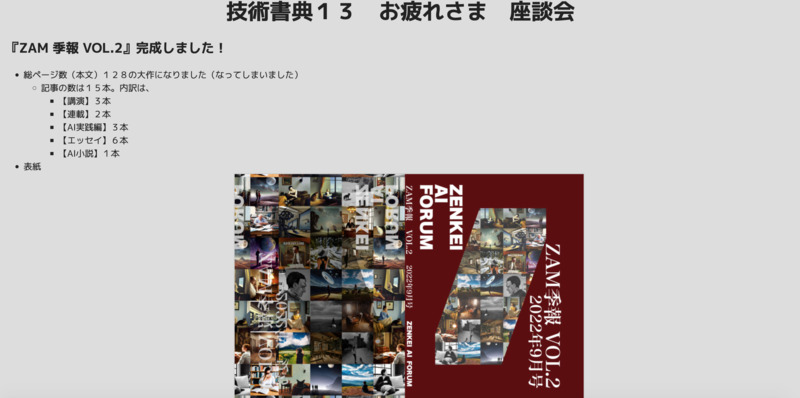 技術書典１３　お疲れさま　座談会
『ZAM 季報 VOL.2』完成しました！
総ページ数（本文）１２８の大作になりました（なってしまいました）
記事の数は１５本。内訳は、
【講演】３本
【連載】２本
【AI実践編】３本
【エッセイ】６本
【AI小説】１本
表紙
ZAM季報　VOL.2　2022年9月号　ZENKEI AI FORUM
ZENKEI
AI
FORUM
ZAM季報 VOL.2
2022年9月号